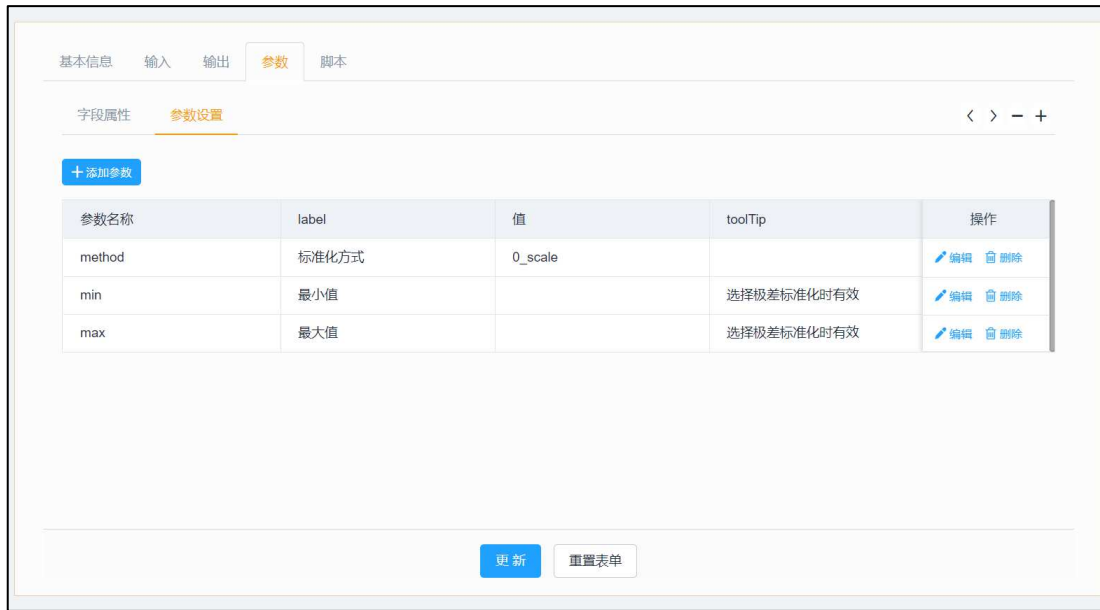 基本信息 输入 输出 参数 脚本
字段属性 参数设置
添加参数
参数名称 label 值 toolTip 操作
method 标准化方式 0_scale 编辑 删除
min 最小值 选择极差标准化时有效 编辑 删除
max 最大值 选择极差标准化时有效 编辑 删除
更新 重置表单